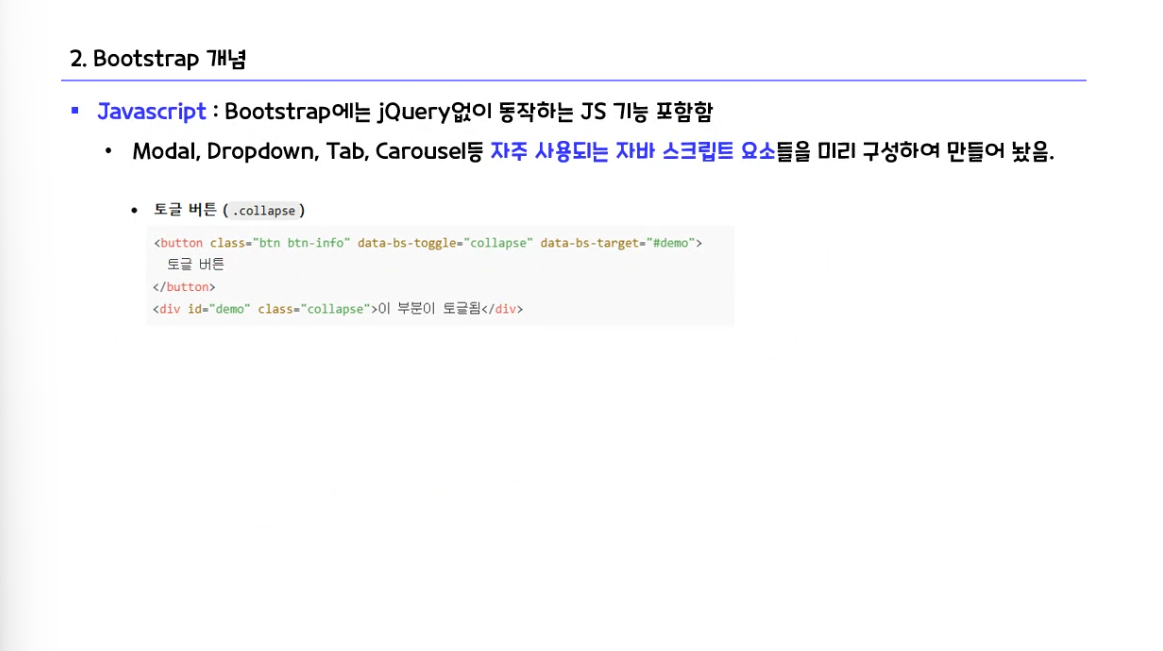 2. Bootstrap 개념
▪ Javascript : Bootstrap에는 jQuery없이 동작하는 JS 기능 포함함
• Modal, Dropdown, Tab, Carousel등 자주 사용되는 자바 스크립트 요소들을 미리 구성하여 만들어 놨음.
• 토글 버튼 (.collapse)
<button class="btn btn-info" data-bs-toggle="collapse" data-bs-target="#demo">
토글 버튼
</button>
<div id="demo" class="collapse">이 부분이 토글됨</div>